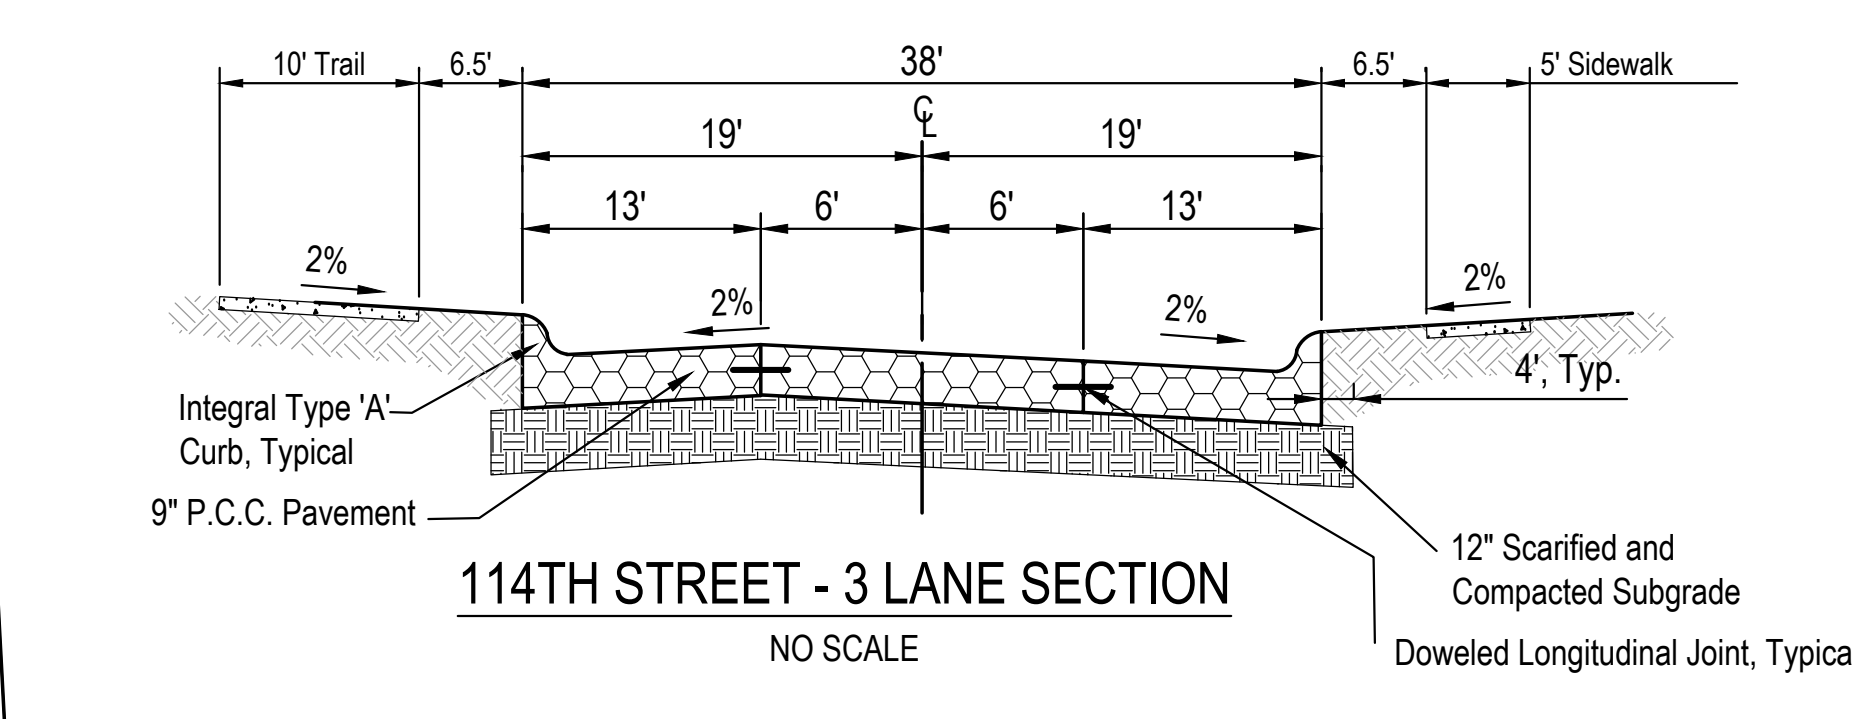 10' Trail 6.5' 38' 6.5' 5' Sidewalk
CL
19' 19'
13' 6' 6' 13'
2% 2% 2% 2%
4', Typ.
Integral Type 'A'
Curb, Typical
9" P.C.C. Pavement
12" Scarified and
Compacted Subgrade
Doweled Longitudinal Joint, Typica
114TH STREET - 3 LANE SECTION
NO SCALE